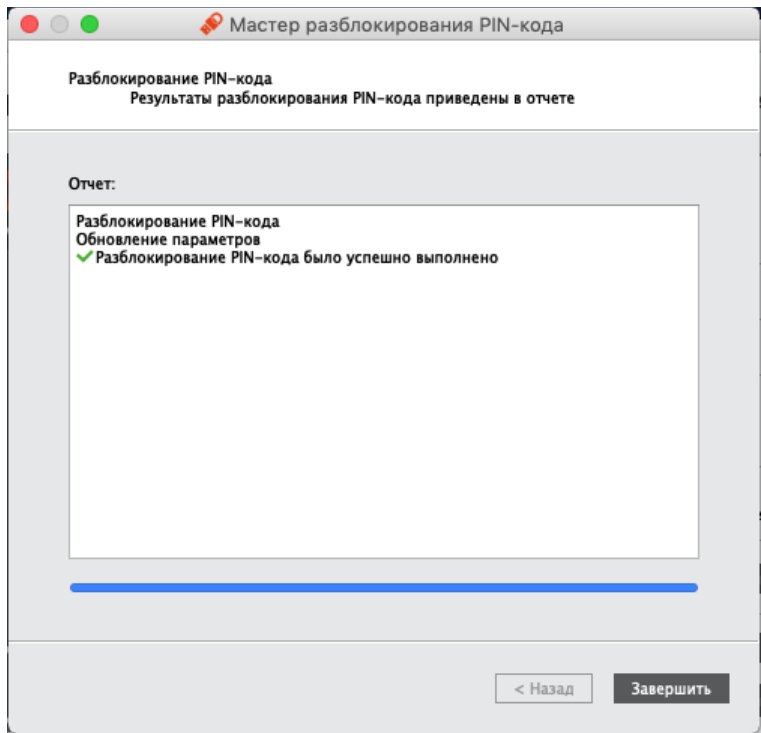 Мастер разблокирования PIN-кода
Разблокирование PIN-кода
Результаты разблокирования PIN-кода приведены в отчете
Отчет:
Разблокирование PIN-кода
Обновление параметров
Разблокирование PIN-кода было успешно выполнено
< Назад
Завершить